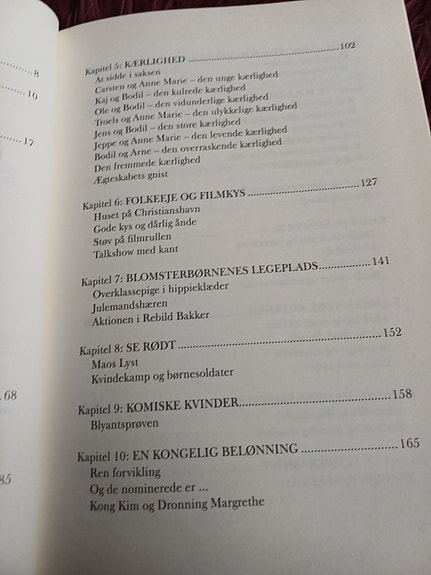 8
10
17
68
85
Kapitel 5: KÆRLIGHED ........ 102
At sidde i saksen
Carsten og Anne Marie – den unge kærlighed
Kaj og Bodil – den kulrede kærlighed
Ole og Bodil – den vidunderlige kærlighed
Troels og Anne Marie – den ulykkelige kærlighed
Jens og Bodil – den store kærlighed
Jeppe og Anne Marie – den levende kærlighed
Bodil og Arne – den overraskende kærlighed
Den fremmede kærlighed
Ægteskabets gnist
Kapitel 6: FOLKEEJE OG FILMKYS ........ 127
Huset på Christianshavn
Gode kys og dårlig ånde
Støv på filmrullen
Talkshow med kant
Kapitel 7: BLOMSTERBØRNENES LEGEPLADS ........ 141
Overklassepige i hippieklæder
Julemandshæren
Aktionen i Rebild Bakker
Kapitel 8: SE RØDT ........ 152
Maos Lyst
Kvindekamp og børnesoldater
Kapitel 9: KOMISKE KVINDER ........ 158
Blyantsprøven
Kapitel 10: EN KONGELIG BELØNNING ........ 165
Ren forvikling
Og de nominerede er ...
Kong Kim og Dronning Margrethe